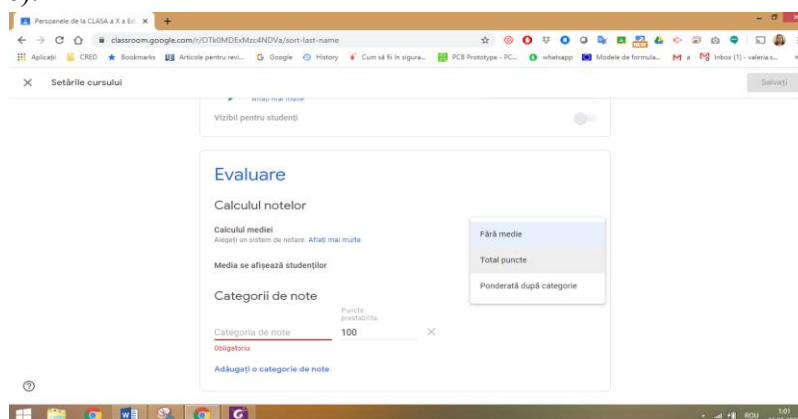 Persoanele de la CLASA a X a Edi
classroom.google.com/r/OTk0MDExMzc4NDVa/sort-last-name
Aplicații CRED Bookmarks Articole pentru revi... Google History Cum să fii în sigura... PCB Prototype - PC... whatsapp Modele de formula... a Inbox (1) - valeria.s...
Setările cursului
Salvați
Aflați mai multe
Vizibil pentru studenți
Evaluare
Calculul notelor
Calculul mediei
Alegeți un sistem de notare. Aflați mai multe
Fără medie
Media se afișează studenților
Total puncte
Ponderată după categorie
Categorii de note
Puncte
prestabilite
Categoria de note 100
Obligatoriu
Adăugați o categorie de note
ROU 1:01